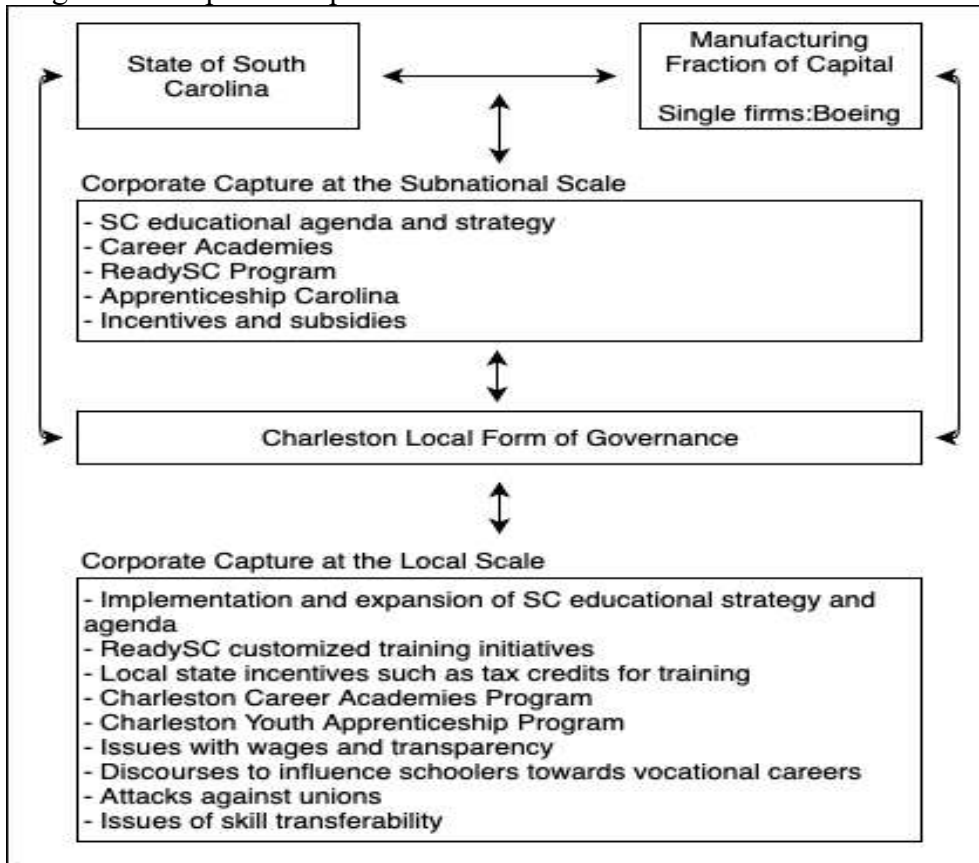 State of South
Carolina
Manufacturing
Fraction of Capital
Single firms:Boeing
Corporate Capture at the Subnational Scale
- SC educational agenda and strategy
- Career Academies
- ReadySC Program
- Apprenticeship Carolina
- Incentives and subsidies
Charleston Local Form of Governance
Corporate Capture at the Local Scale
- Implementation and expansion of SC educational strategy and
agenda
- ReadySC customized training initiatives
- Local state incentives such as tax credits for training
- Charleston Career Academies Program
- Charleston Youth Apprenticeship Program
- Issues with wages and transparency
- Discourses to influence schoolers towards vocational careers
- Attacks against unions
- Issues of skill transferability